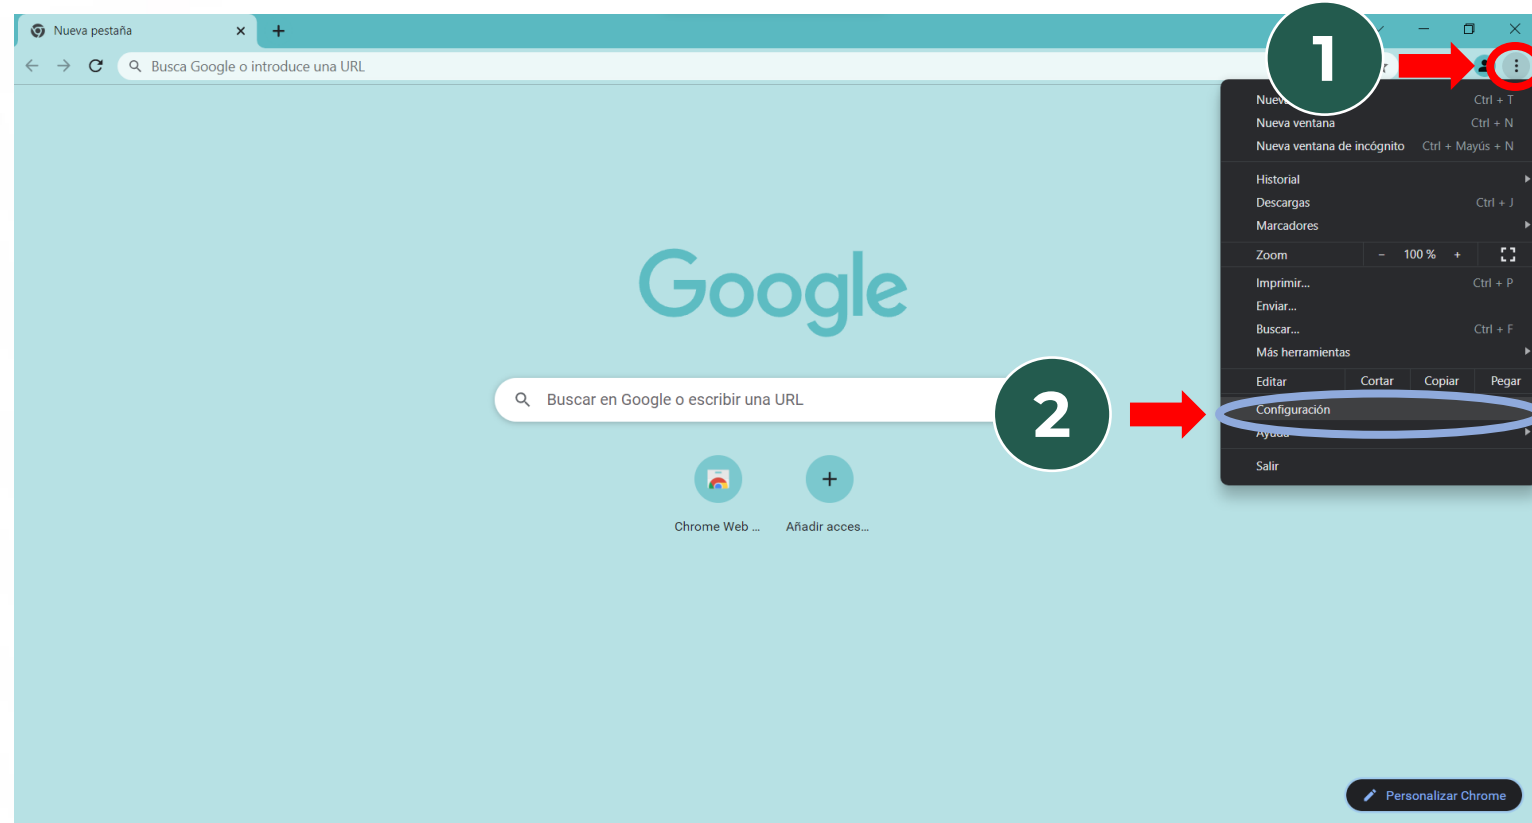 Nueva pestaña
1
Busca Google o introduce una URL
Ctrl + T
Nueva ventana Ctrl + N
Nueva ventana de incógnito Ctrl + Mayús + N
Historial
Descargas Ctrl + J
Marcadores
Zoom - 100 % +
Imprimir... Ctrl + P
Enviar...
Buscar... Ctrl + F
Más herramientas
Editar Cortar Copiar Pegar
Configuración
Ayuda
Salir
Google
Buscar en Google o escribir una URL
2
Chrome Web ...
Añadir acces...
Personalizar Chrome